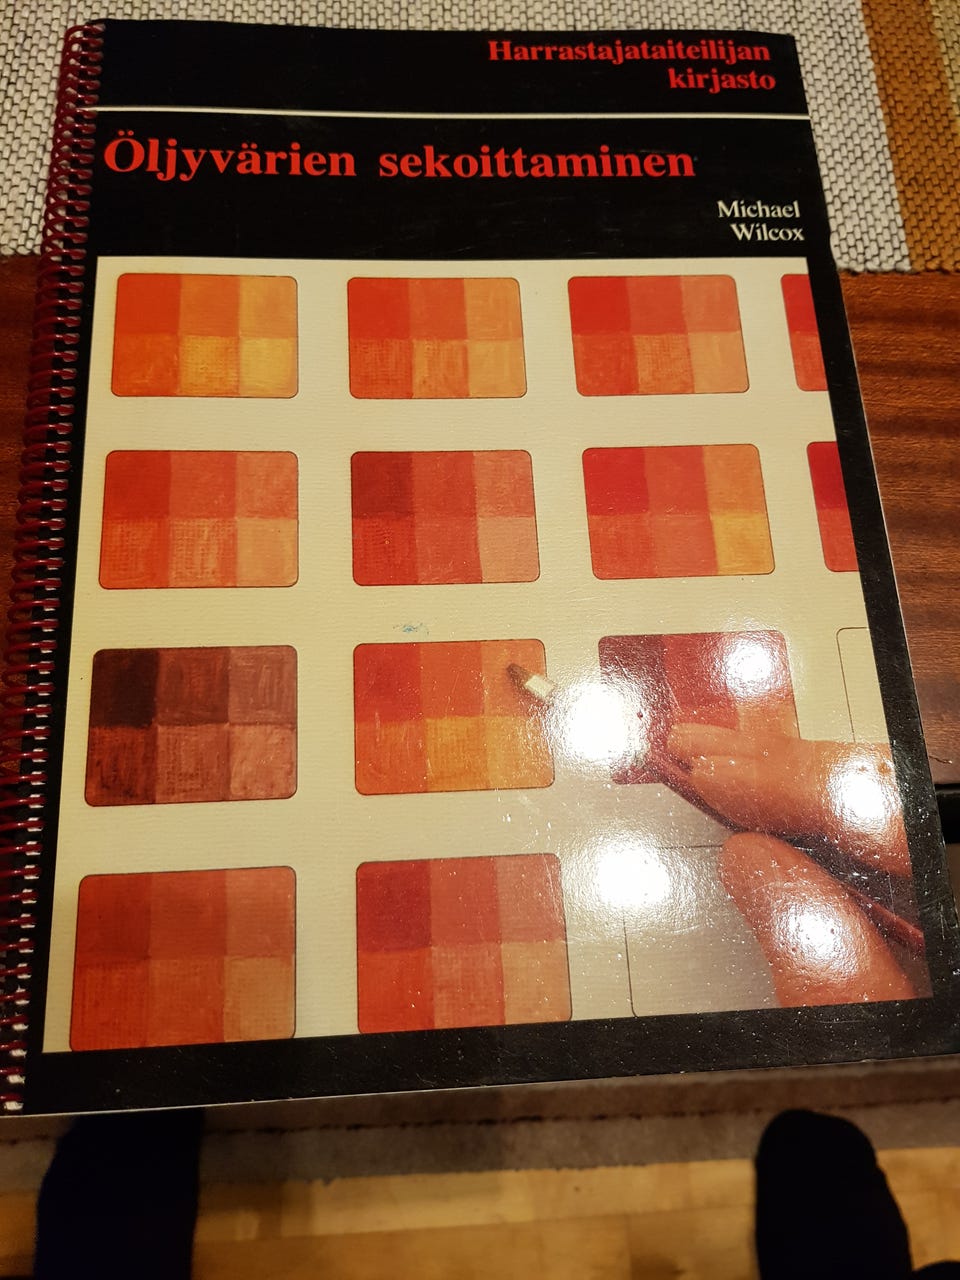 Harrastajataiteilijan
kirjasto
Öljyvärien sekoittaminen
Michael
Wilcox